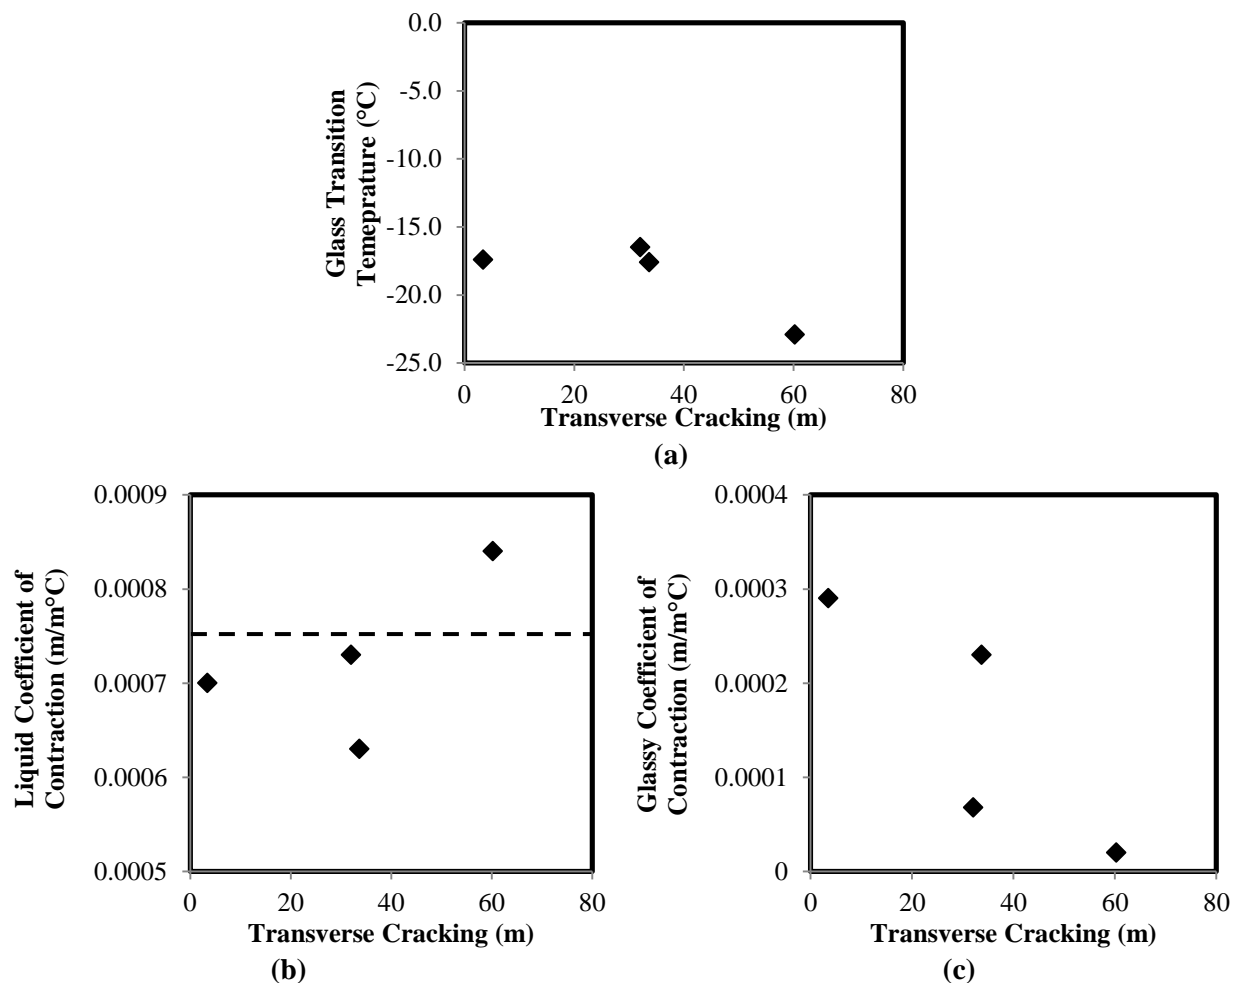 0.0
-5.0
-10.0
-15.0
-20.0
-25.0
Glass Transition
Temeprature (°C)
0 20 40 60 80
Transverse Cracking (m)
(a)
0.0009
0.0008
0.0007
0.0006
0.0005
Liquid Coefficient of
Contraction (m/m°C)
0 20 40 60 80
Transverse Cracking (m)
(b)
0.0004
0.0003
0.0002
0.0001
0
Glassy Coefficient of
Contraction (m/m°C)
0 20 40 60 80
Transverse Cracking (m)
(c)